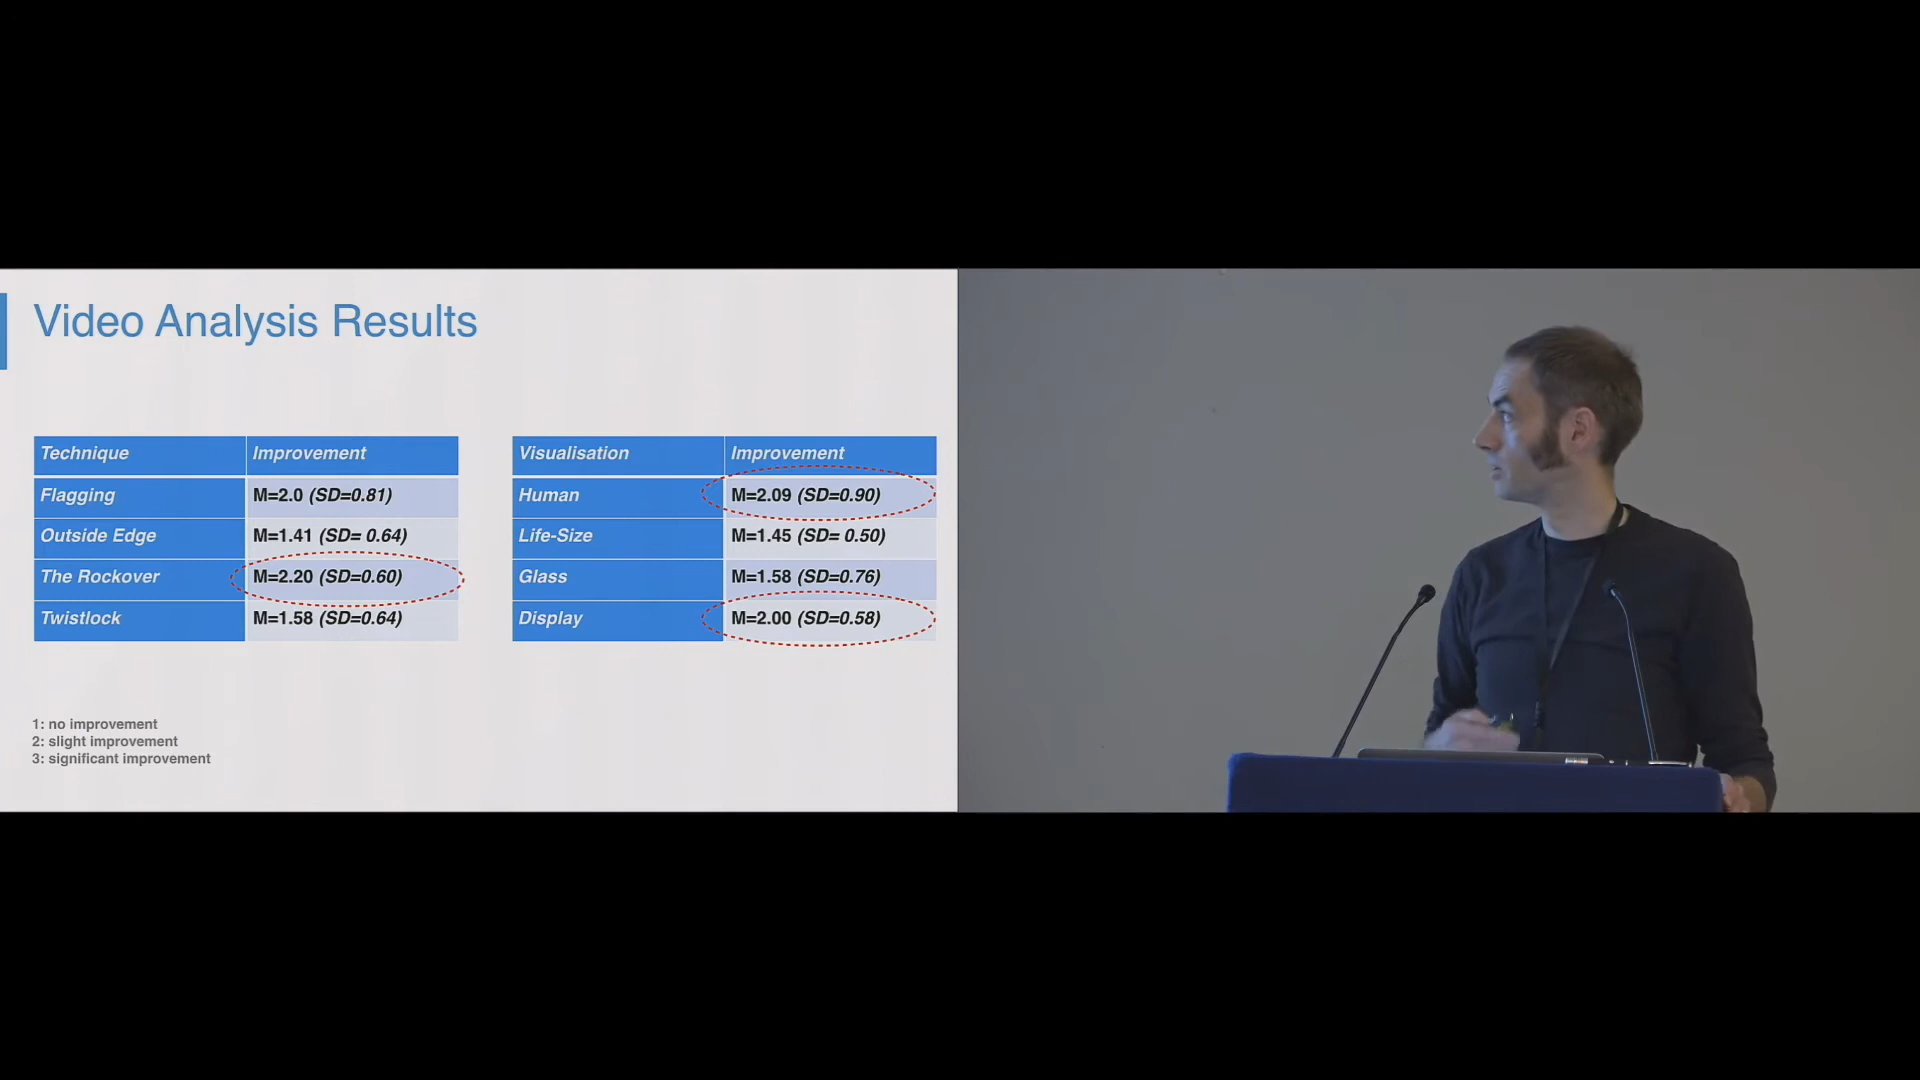 Video Analysis Results
Technique Improvement
Flagging M=2.0 (SD=0.81)
Outside Edge M=1.41 (SD= 0.64)
The Rockover M=2.20 (SD=0.60)
Twistlock M=1.58 (SD=0.64)
Visualisation Improvement
Human M=2.09 (SD=0.90)
Life-Size M=1.45 (SD= 0.50)
Glass M=1.58 (SD=0.76)
Display M=2.00 (SD=0.58)
1: no improvement
2: slight improvement
3: significant improvement